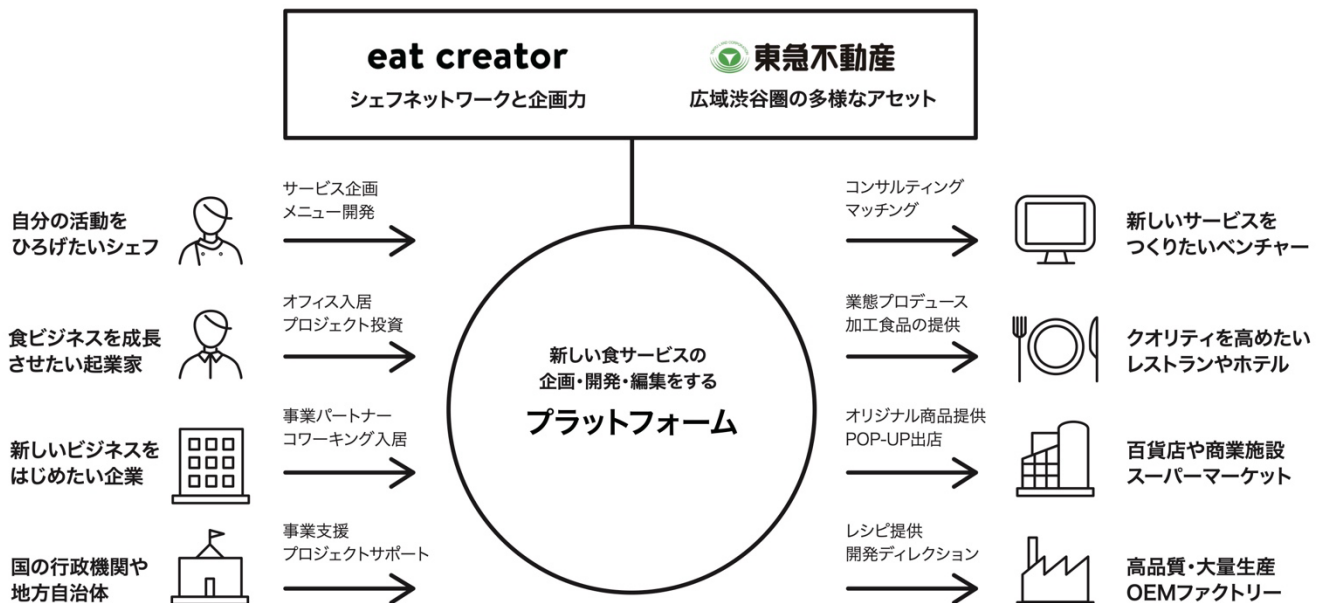 eat creator
シェフネットワークと企画力
東急不動産
広域渋谷圏の多様なアセット
自分の活動を
ひろげたいシェフ
サービス企画
メニュー開発
食ビジネスを成長
させたい起業家
オフィス入居
プロジェクト投資
新しいビジネスを
はじめたい企業
事業パートナー
コワーキング入居
国の行政機関や
地方自治体
事業支援
プロジェクトサポート
新しい食サービスの
企画・開発・編集をする
プラットフォーム
コンサルティング
マッチング
新しいサービスを
つくりたいベンチャー
業態プロデュース
加工食品の提供
クオリティを高めたい
レストランやホテル
オリジナル商品提供
POP-UP出店
百貨店や商業施設
スーパーマーケット
レシピ提供
開発ディレクション
高品質・大量生産
OEMファクトリー